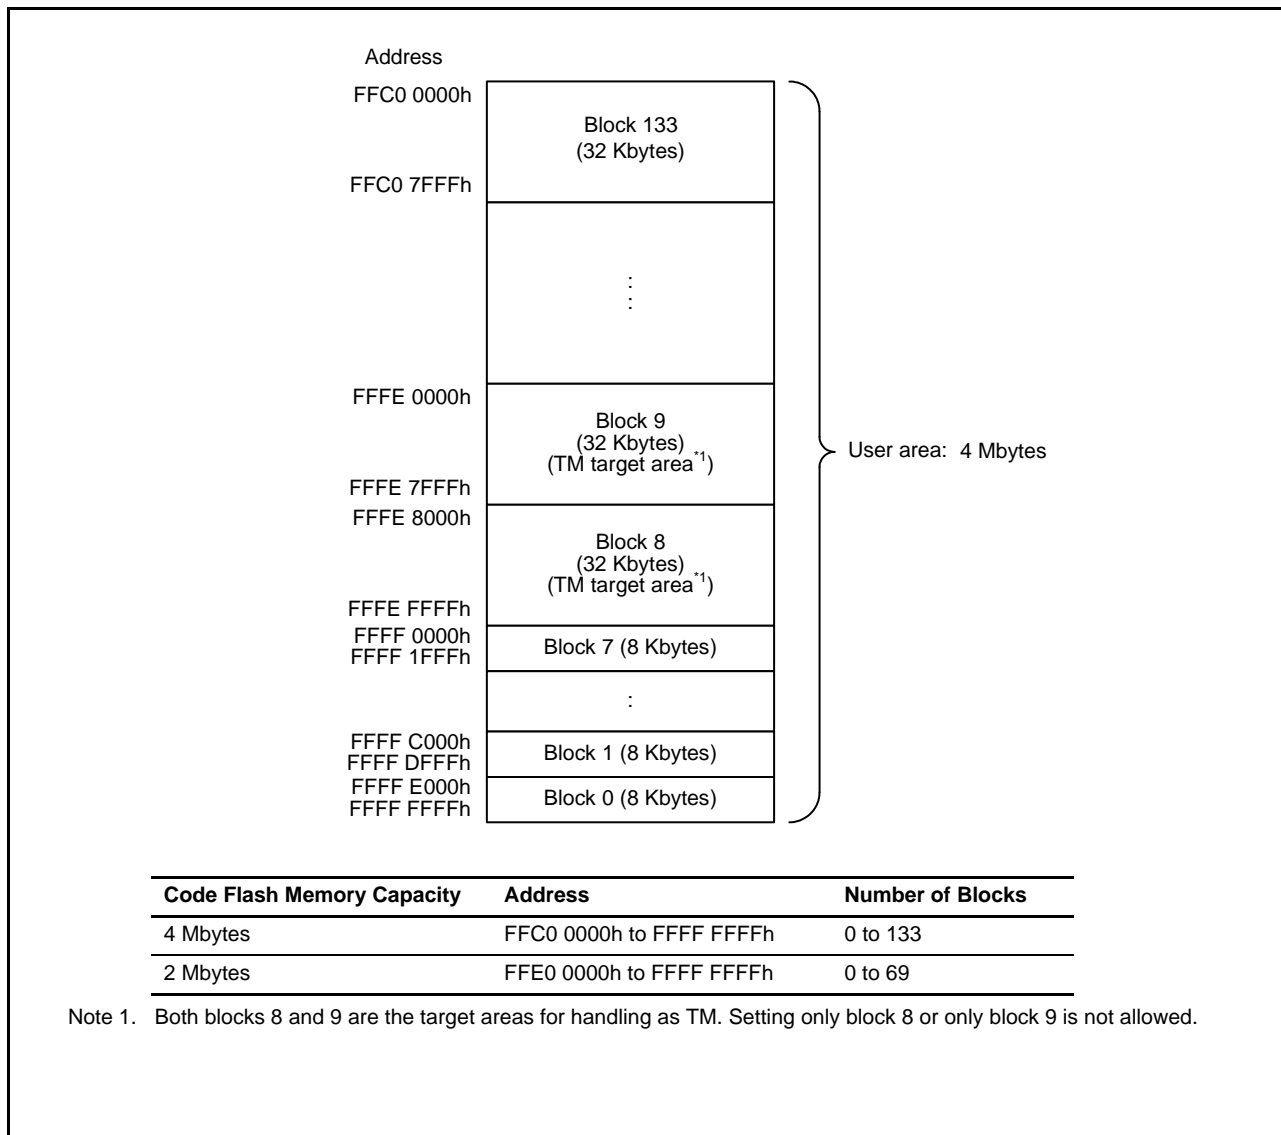 Address
FFC0 0000h
Block 133
(32 Kbytes)
FFC0 7FFFh
:
:
FFFE 0000h
Block 9
(32 Kbytes)
(TM target area*1)
FFFE 7FFFh
User area: 4 Mbytes
FFFE 8000h
Block 8
(32 Kbytes)
(TM target area*1)
FFFE FFFFh
FFFF 0000h
Block 7 (8 Kbytes)
FFFF 1FFFh
:
FFFF C000h
Block 1 (8 Kbytes)
FFFF DFFFh
FFFF E000h
Block 0 (8 Kbytes)
FFFF FFFFh
Code Flash Memory Capacity Address Number of Blocks
4 Mbytes FFC0 0000h to FFFF FFFFh 0 to 133
2 Mbytes FFE0 0000h to FFFF FFFFh 0 to 69
Note 1. Both blocks 8 and 9 are the target areas for handling as TM. Setting only block 8 or only block 9 is not allowed.